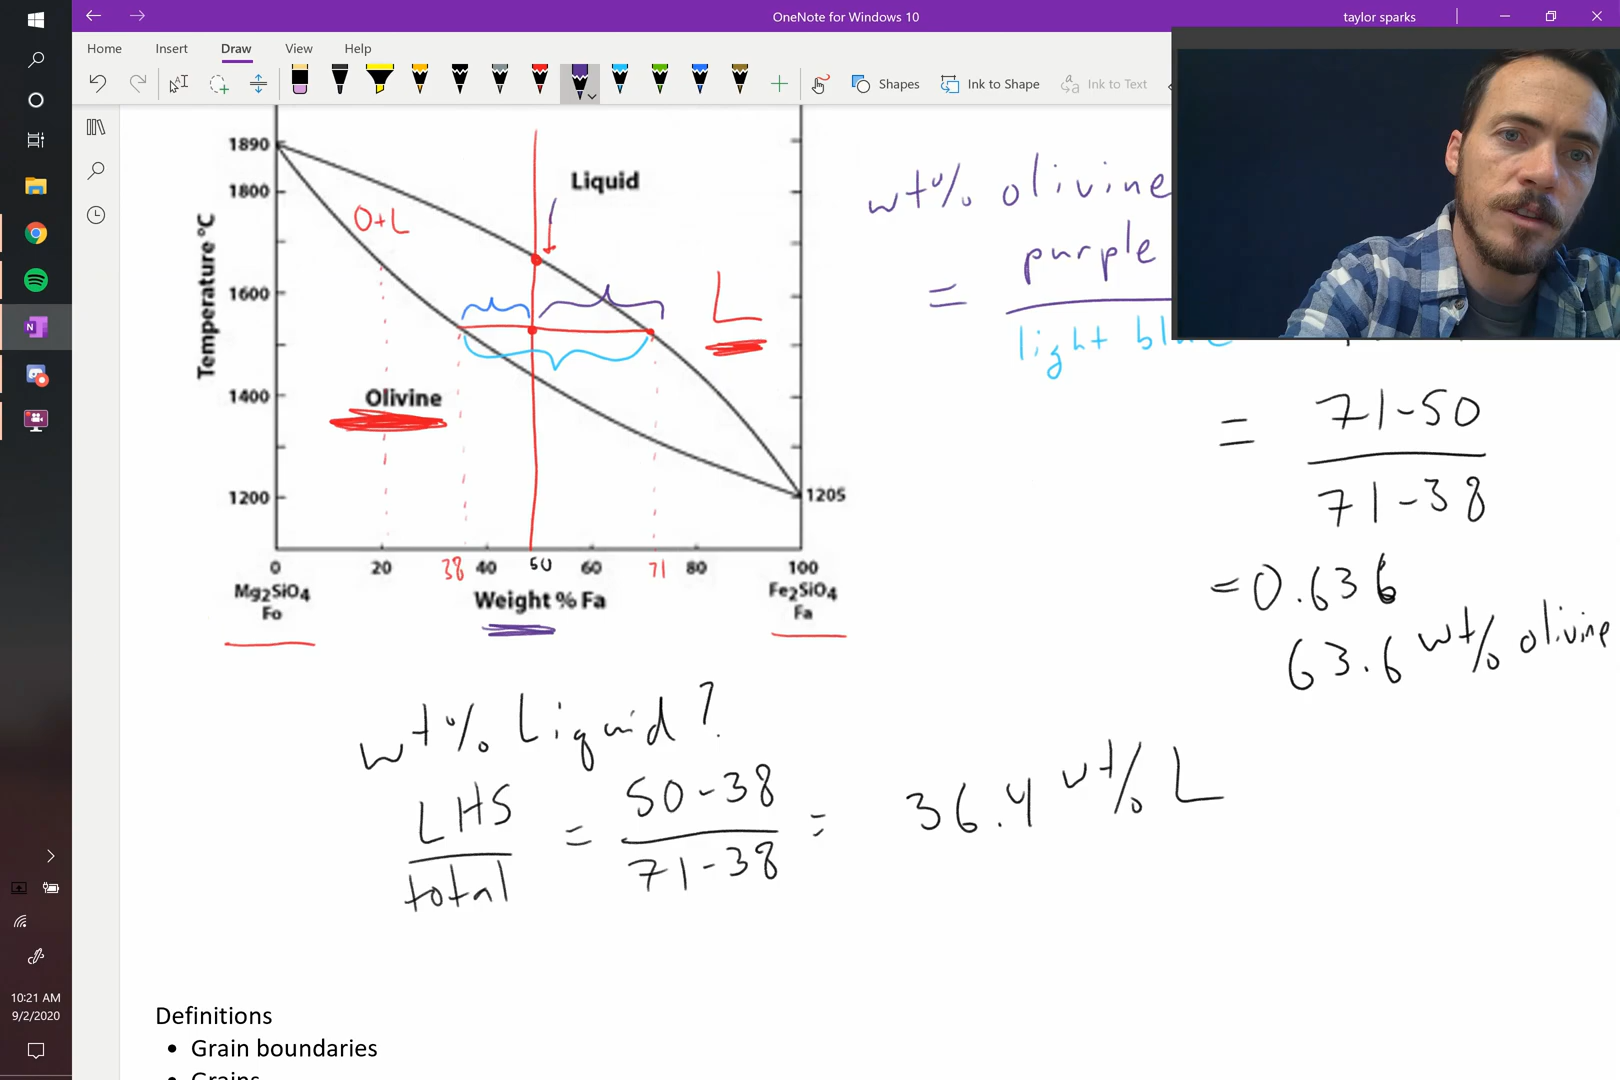 OneNote for Windows 10
taylor sparks
Home Insert Draw View Help
Shapes
Ink to Shape
Ink to Text
1890
1800
1600
1400
1200
Temperature °C
Liquid
O+L
L
Olivine
1205
0 20 38 40 50 60 71 80 100
Mg2SiO4
Fo
Weight % Fa
Fe2SiO4
Fa
wt% olivine
= purple
light blue
= 71-50
71-38
=0.636
63.6 wt% olivine
wt% Liquid?
LHS
total
= 50-38
71-38
= 36.4 wt% L
Definitions
• Grain boundaries
• Grains
10:21 AM
9/2/2020